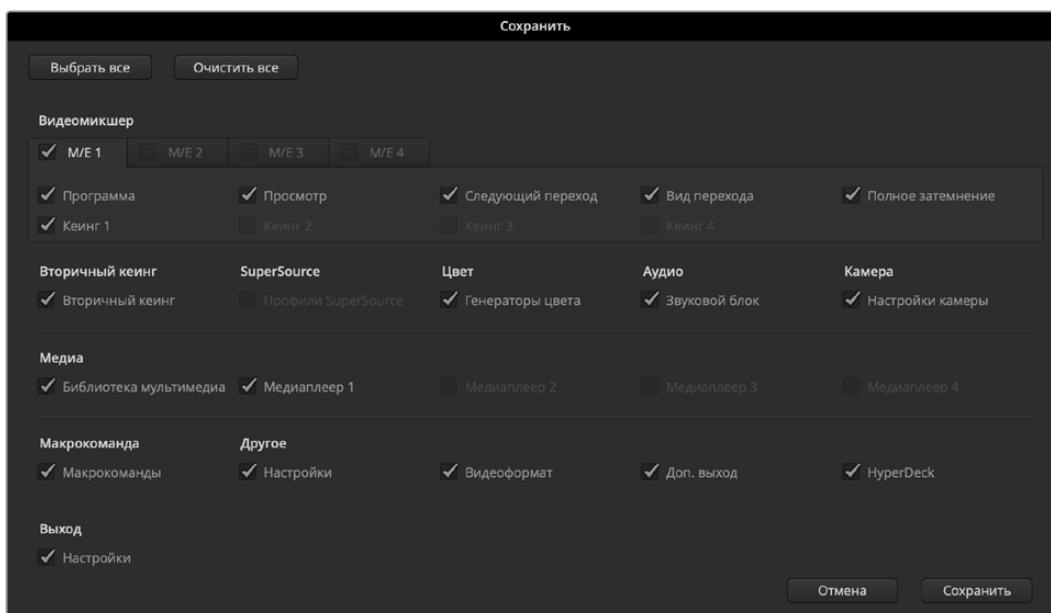 Сохранить
Выбрать все Очистить все
Видеомикшер
M/E 1 M/E 2 M/E 3 M/E 4
Программа Просмотр Следующий переход Вид перехода Полное затемнение
Кеинг 1 Кеинг 2 Кеинг 3 Кеинг 4
Вторичный кеинг SuperSource Цвет Аудио Камера
Вторичный кеинг Профили SuperSource Генераторы цвета Звуковой блок Настройки камеры
Медиа
Библиотека мультимедиа Медиаплеер 1 Медиаплеер 2 Медиаплеер 3 Медиаплеер 4
Макрокоманда Другое
Макрокоманды Настройки Видеоформат Доп. выход HyperDeck
Выход
Настройки
Отмена Сохранить